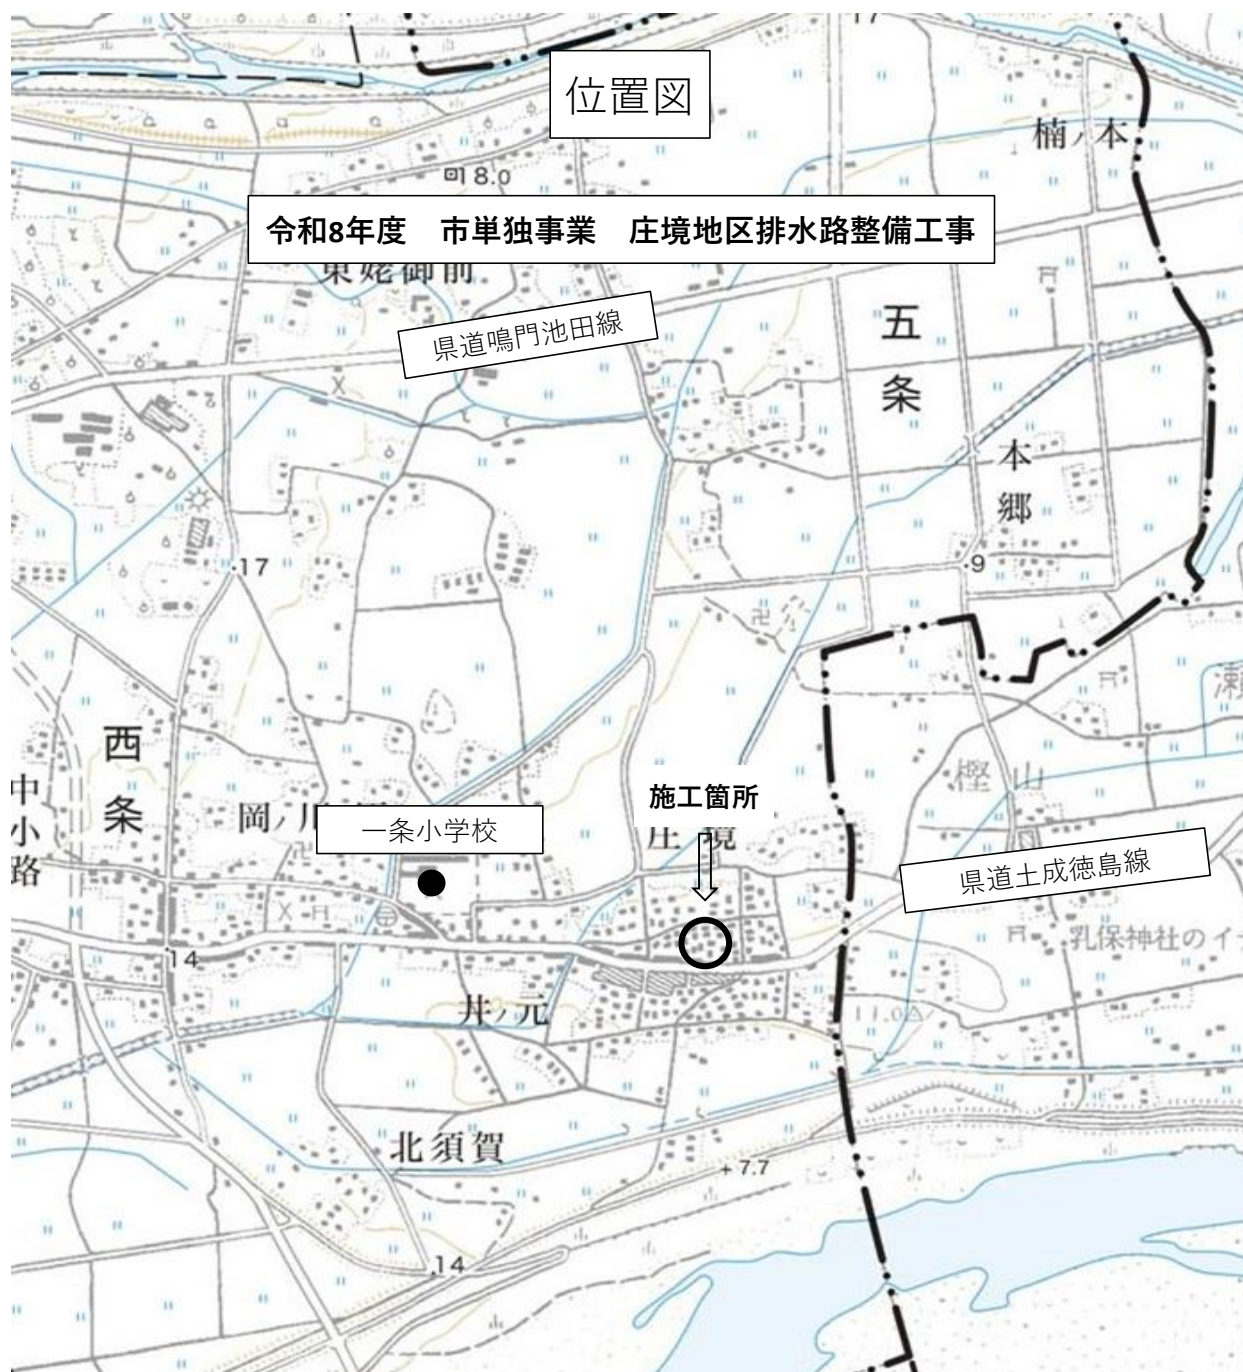 17
位置図
楠ノ本
18.0
令和8年度 市単独事業 庄境地区排水路整備工事
東姥御前
県道鳴門池田線
五条
本郷
17
9
西条
中小路
岡ノ川
一条小学校
施工箇所
庄境
樫山
県道土成徳島線
乳保神社のイ
14
井ノ元
11.0
北須賀
7.7
14